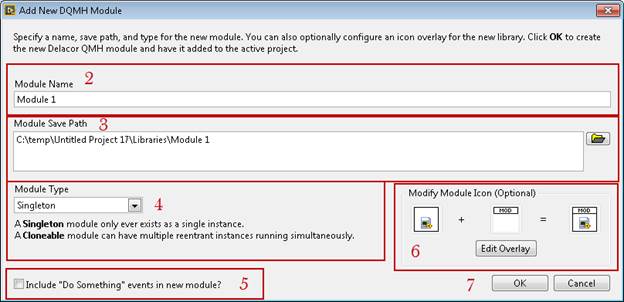 Add New DQMH Module
Specify a name, save path, and type for the new module. You can also optionally configure an icon overlay for the new library. Click OK to create
the new Delacor QMH module and have it added to the active project.
Module Name 2
Module 1
Module Save Path 3
C:\temp\Untitled Project 17\Libraries\Module 1
Module Type
Singleton 4
A Singleton module only ever exists as a single instance.
A Cloneable module can have multiple reentrant instances running simultaneously.
Modify Module Icon (Optional)
MOD MOD
+ =
6 Edit Overlay
Include "Do Something" events in new module? 5
7 OK Cancel